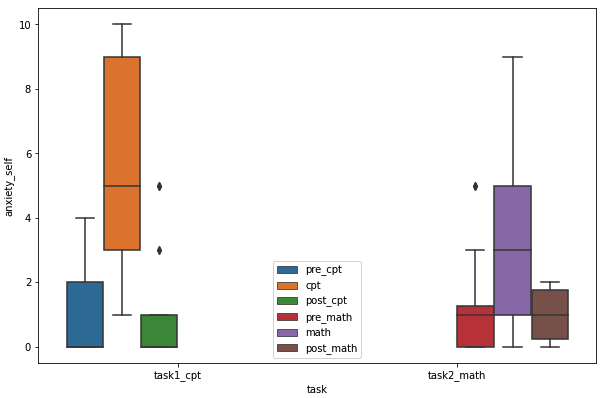 10
8
6
4
2
0
anxiety_self
pre_cpt
cpt
post_cpt
pre_math
math
post_math
task1_cpt
task2_math
task